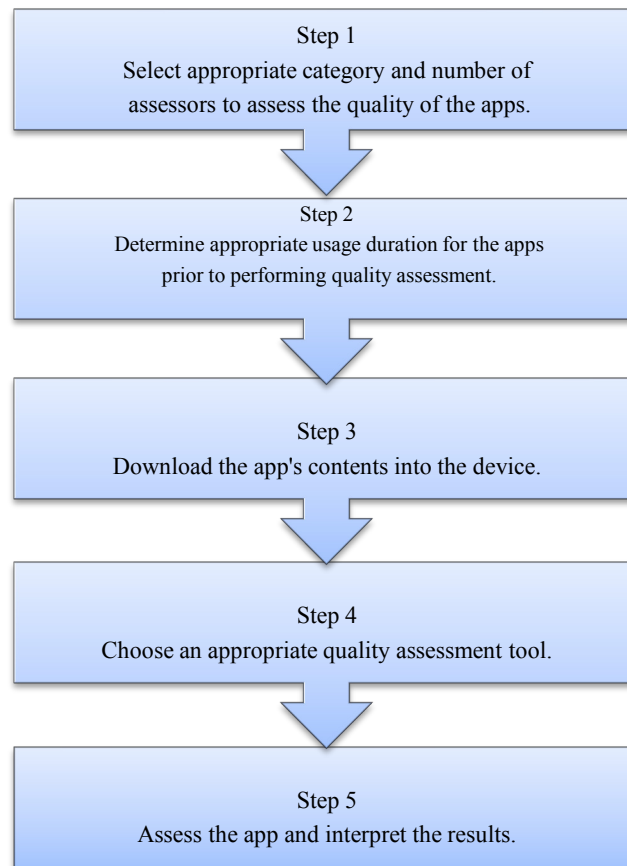 Step 1
Select appropriate category and number of
assessors to assess the quality of the apps.
Step 2
Determine appropriate usage duration for the apps
prior to performing quality assessment.
Step 3
Download the app's contents into the device.
Step 4
Choose an appropriate quality assessment tool.
Step 5
Assess the app and interpret the results.